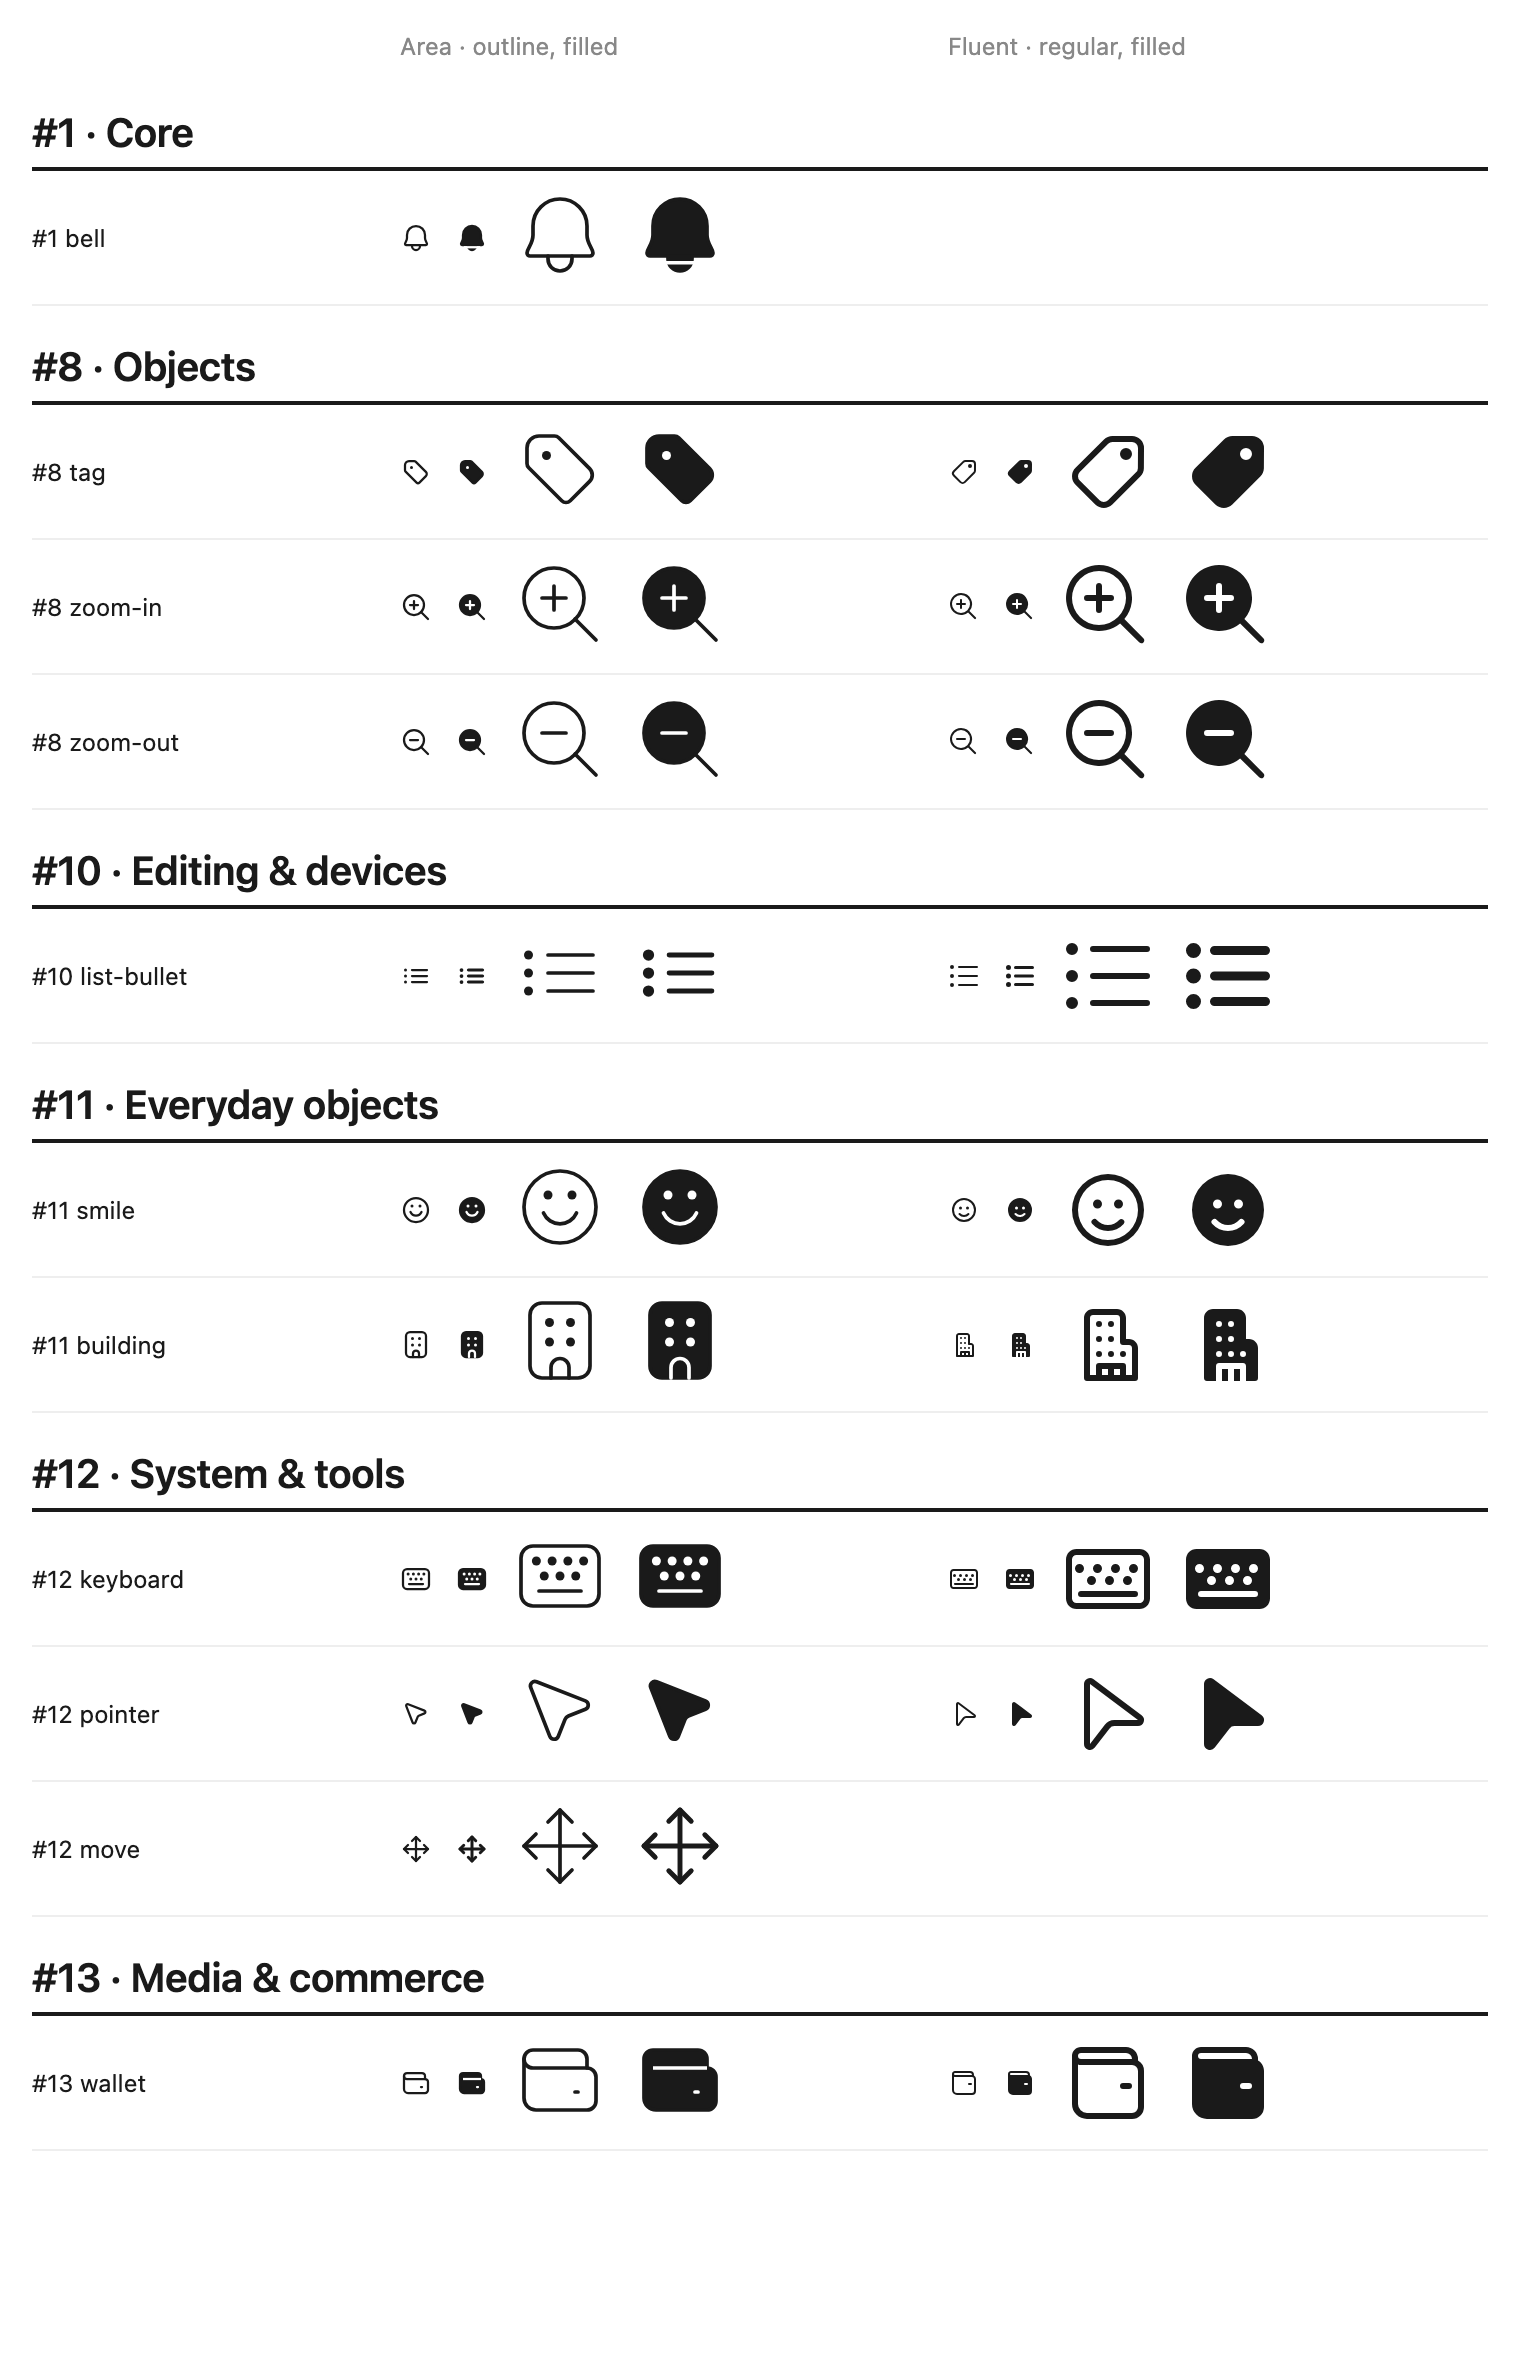 Area · outline, filled
Fluent · regular, filled
#1 · Core
#1 bell
#8 · Objects
#8 tag
#8 zoom-in
#8 zoom-out
#10 · Editing & devices
#10 list-bullet
#11 · Everyday objects
#11 smile
#11 building
#12 · System & tools
#12 keyboard
#12 pointer
#12 move
#13 · Media & commerce
#13 wallet